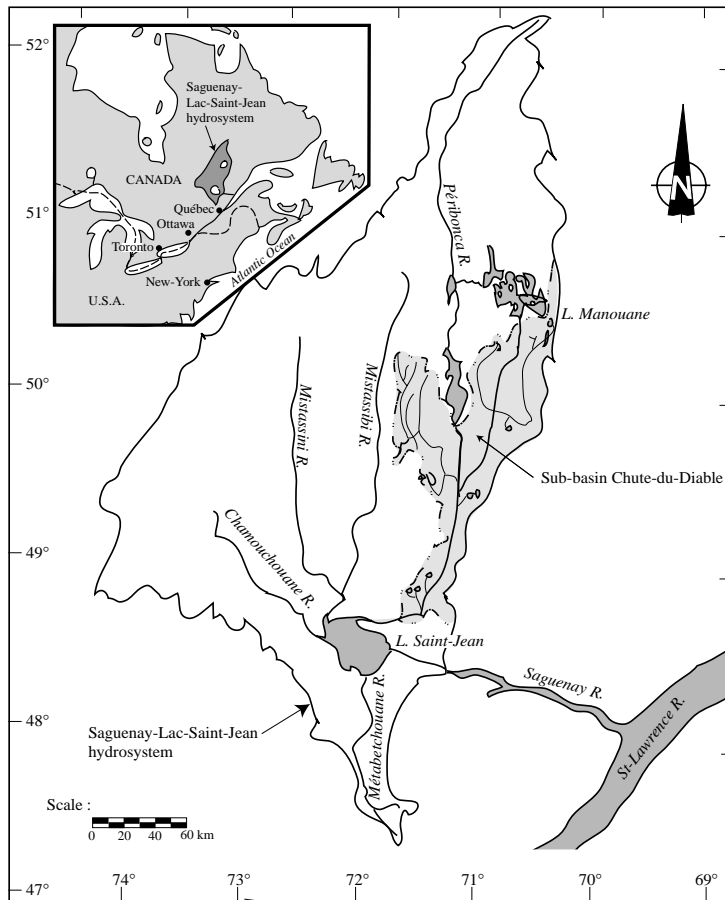 52°
51°
50°
49°
48°
47°
74°
73°
72°
71°
70°
69°
Saguenay-
Lac-Saint-Jean
hydrosystem
CANADA
Québec
Ottawa
Toronto
New-York
U.S.A.
Atlantic Ocean
N
Péribonca R.
L. Manouane
Mistassini R.
Mistassibi R.
Sub-basin Chute-du-Diable
Chamouchouane R.
L. Saint-Jean
Saguenay R.
St-Lawrence R.
Métabetchouane R.
Saguenay-Lac-Saint-Jean
hydrosystem
Scale :
0 20 40 60 km